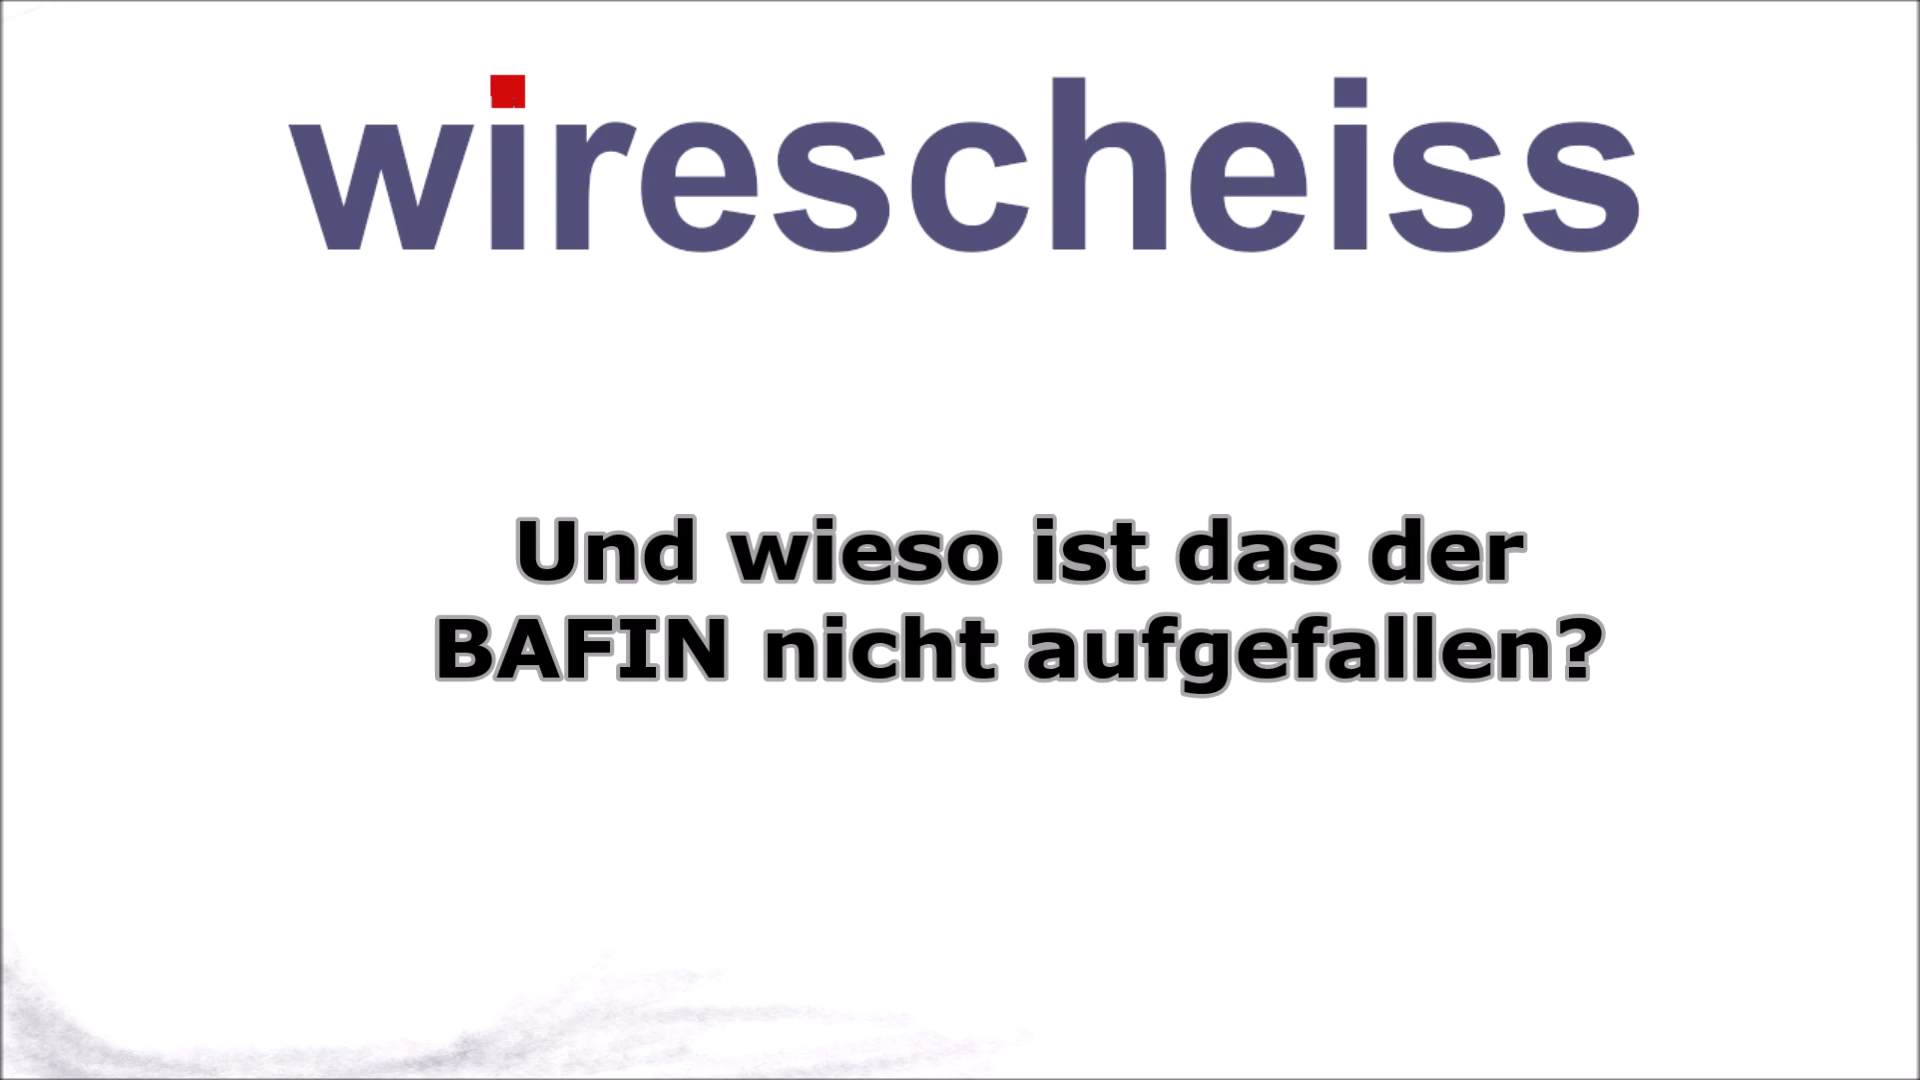 wirescheiss
Und wieso ist das der
BAFIN nicht aufgefallen?